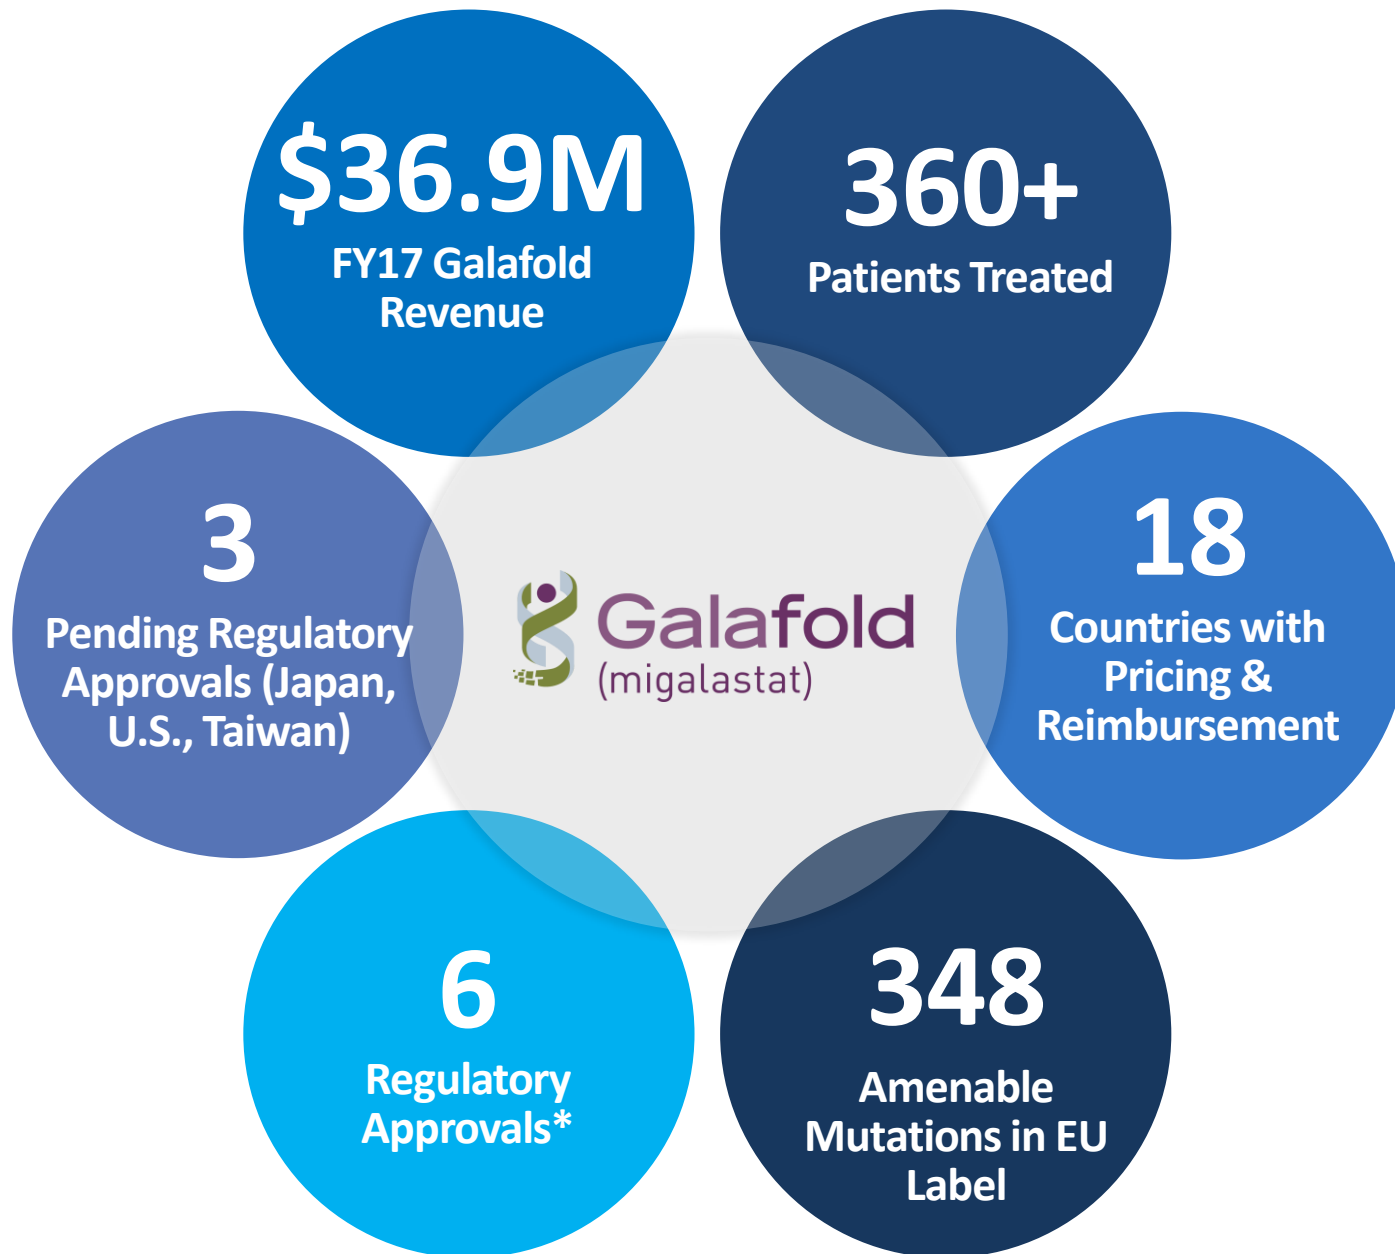 $36.9M
FY17 Galafold
Revenue
360+
Patients Treated
3
Pending Regulatory
Approvals (Japan,
U.S., Taiwan)
Galafold
(migalastat)
18
Countries with
Pricing &
Reimbursement
6
Regulatory
Approvals*
348
Amenable
Mutations in EU
Label